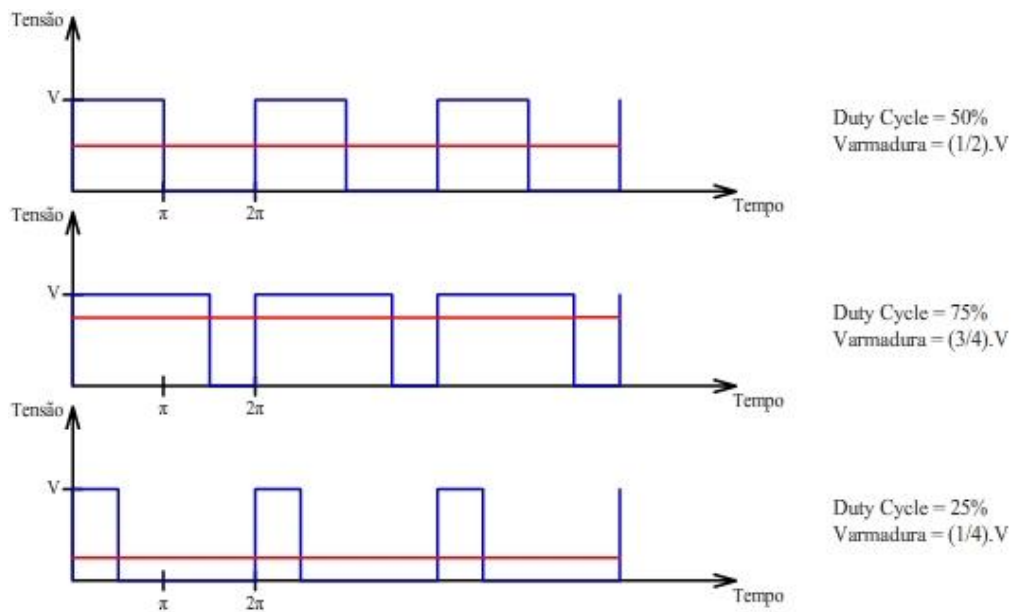 Tensão
V
π
2π
Tempo
Duty Cycle = 50%
Varmadura = (1/2).V
Tensão
V
π
2π
Tempo
Duty Cycle = 75%
Varmadura = (3/4).V
Tensão
V
π
2π
Tempo
Duty Cycle = 25%
Varmadura = (1/4).V